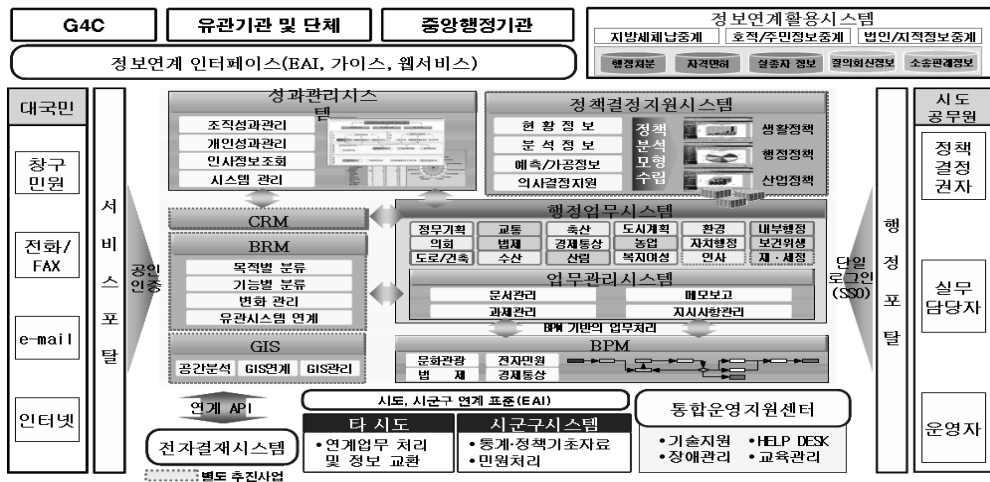 G4C
유관기관 및 단체
중앙행정기관
정보연계활용시스템
지방세체납중계
호적/주민정보중계
법인/지적정보중계
행정처분
자격면허
실종자 정보
질의회신정보
소송판례정보
정보연계 인터페이스(EAI, 가이스, 웹서비스)
대국민
창구
민원
전화/
FAX
e-mail
인터넷
서비스 포탈
공인
인증
성과관리시스
템
조직성과관리
개인성과관리
인사정보조회
시스템 관리
정책결정지원시스템
현 황 정 보
분 석 정 보
예측/가공정보
의사결정지원
정책
분석
모형
수립
생활정책
행정정책
산업정책
CRM
BRM
목적별 분류
기능별 분류
변화 관리
유관시스템 연계
GIS
공간분석
GIS연계
GIS관리
행정업무시스템
정무기획
교통
축산
도시계획
환경
내부행정
의회
법제
경제통상
농업
자치행정
보건위생
도로/건축
수산
산림
복지여성
인사
재·세정
업무관리시스템
문서관리
메모보고
과제관리
지시사항관리
BPM 기반의 업무처리
BPM
문화관광
전자민원
법 제
경제통상
단일
로그인
(SSO)
행정포탈
시도
공무원
정책
결정
권자
실무
담당자
운영자
연계 API
전자결재시스템
별도 추진사업
시도, 시군구 연계 표준(EAI)
타 시도
•연계업무 처리
및 정보 교환
시군구시스템
•통계·정책기초자료
•민원처리
통합운영지원센터
•기술지원
•HELP DESK
•장애관리
•교육관리